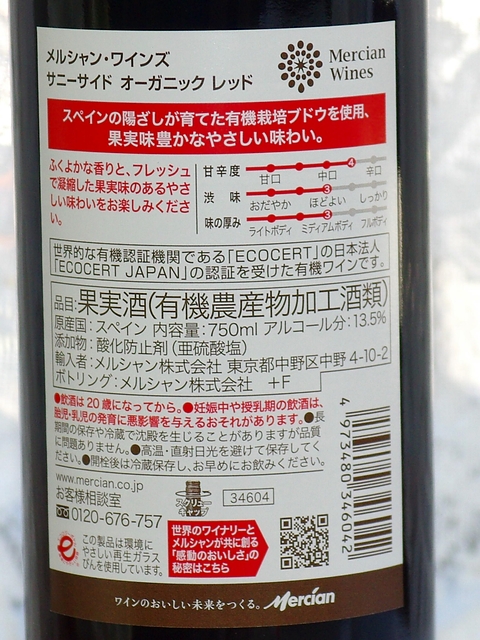 メルシャン・ワインズ
サニーサイド オーガニック レッド
Mercian
Wines
スペインの陽ざしが育てた有機栽培ブドウを使用、
果実味豊かなやさしい味わい。
ふくよかな香りと、フレッシュ
で凝縮した果実味のあるやさ
しい味わいをお楽しみくださ
い。
甘辛度
4
甘口 中口 辛口
渋 味
3
おだやか ほどよい しっかり
味の厚み
3
ライトボディ ミディアムボディ フルボディ
世界的な有機認証機関である「ECOCERT」の日本法人
「ECOCERT JAPAN」の認証を受けた有機ワインです。
品目:果実酒(有機農産物加工酒類)
原産国:スペイン 内容量:750ml アルコール分:13.5%
添加物:酸化防止剤(亜硫酸塩)
輸入者:メルシャン株式会社 東京都中野区中野 4-10-2
ボトリング:メルシャン株式会社 +F
●飲酒は20歳になってから。●妊娠中や授乳期の飲酒は、
胎児・乳児の発育に悪影響を与えるおそれがあります。●長
期間の保存や冷蔵で沈殿を生じることがありますが品質
に問題ありません。●高温・直射日光を避けて保存してく
ださい。●開栓後は冷蔵保存し、お早めにお飲みください。
www.mercian.co.jp
お客様相談室
0120-676-757
スクリュー
キャップ
34604
この製品は環境に
やさしい再生ガラス
びんを使用しています。
世界のワイナリーと
メルシャンが共に創る
「感動のおいしさ」の
秘密はこちら
4 973480 346042
ワインのおいしい未来をつくる。 Mercian